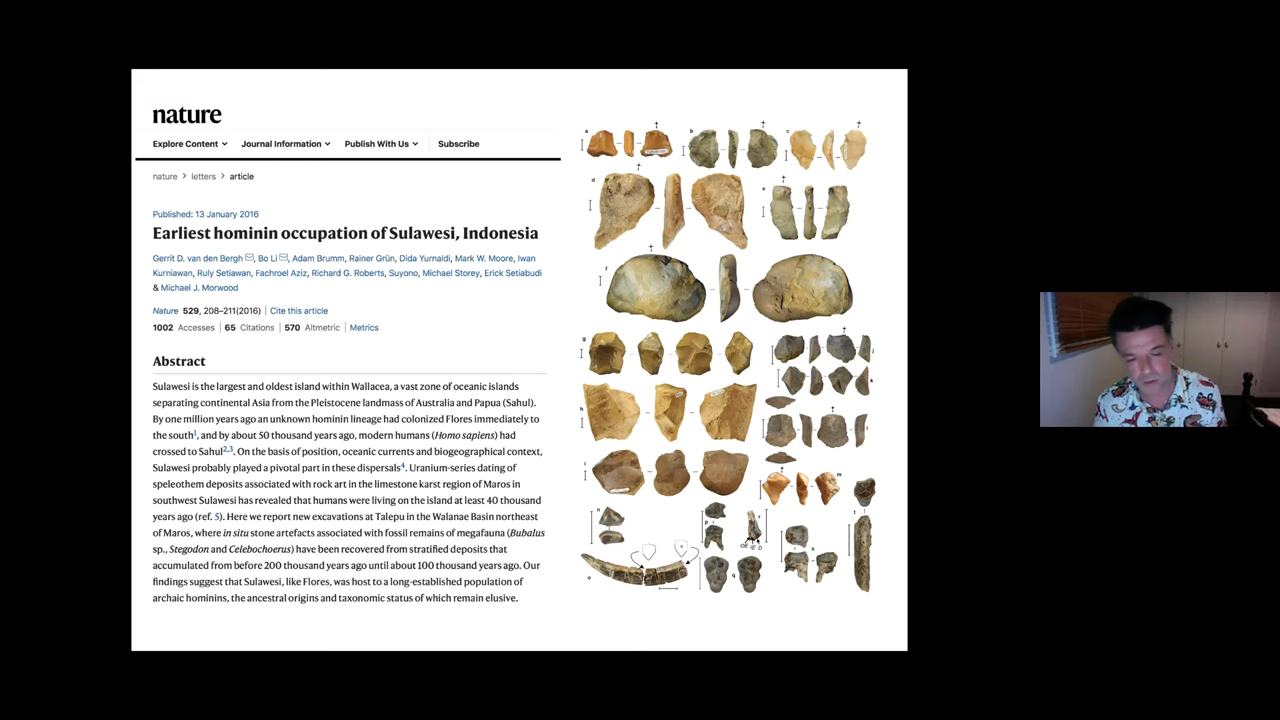 nature
Explore Content Journal Information Publish With Us Subscribe
nature > letters > article
Published: 13 January 2016
Earliest hominin occupation of Sulawesi, Indonesia
Gerrit D. van den Bergh, Bo Li, Adam Brumm, Rainer Grün, Dida Yurnaldi, Mark W. Moore, Iwan
Kurniawan, Ruly Setiawan, Fachroel Aziz, Richard G. Roberts, Suyono, Michael Storey, Erick Setiabudi
& Michael J. Morwood
Nature 529, 208–211(2016) | Cite this article
1002 Accesses | 65 Citations | 570 Altmetric | Metrics
Abstract
Sulawesi is the largest and oldest island within Wallacea, a vast zone of oceanic islands
separating continental Asia from the Pleistocene landmass of Australia and Papua (Sahul).
By one million years ago an unknown hominin lineage had colonized Flores immediately to
the south1, and by about 50 thousand years ago, modern humans (Homo sapiens) had
crossed to Sahul2,3. On the basis of position, oceanic currents and biogeographical context,
Sulawesi probably played a pivotal part in these dispersals4. Uranium-series dating of
speleothem deposits associated with rock art in the limestone karst region of Maros in
southwest Sulawesi has revealed that humans were living on the island at least 40 thousand
years ago (ref. 5). Here we report new excavations at Talepu in the Walanae Basin northeast
of Maros, where in situ stone artefacts associated with fossil remains of megafauna (Bubalus
sp., Stegodon and Celebochoerus) have been recovered from stratified deposits that
accumulated from before 200 thousand years ago until about 100 thousand years ago. Our
findings suggest that Sulawesi, like Flores, was host to a long-established population of
archaic hominins, the ancestral origins and taxonomic status of which remain elusive.
a b c
d e
f
g j
k
h l
i m
n p r t
o q s